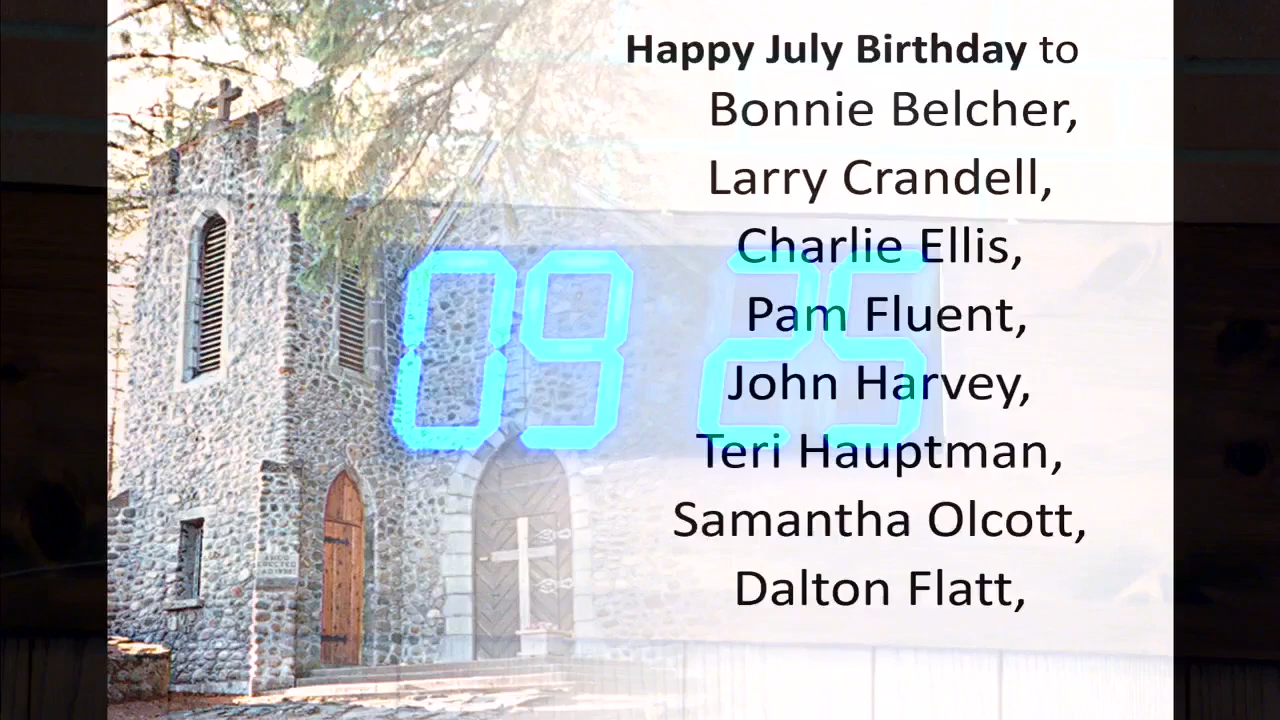 Happy July Birthday to
Bonnie Belcher,
Larry Crandell,
Charlie Ellis,
Pam Fluent,
John Harvey,
Teri Hauptman,
Samantha Olcott,
Dalton Flatt,
09 25